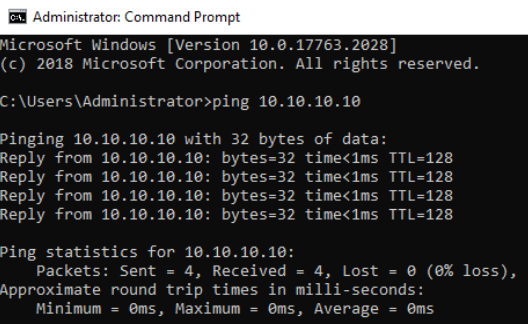 Administrator: Command Prompt
Microsoft Windows [Version 10.0.17763.2028]
(c) 2018 Microsoft Corporation. All rights reserved.
C:\Users\Administrator>ping 10.10.10.10
Pinging 10.10.10.10 with 32 bytes of data:
Reply from 10.10.10.10: bytes=32 time<1ms TTL=128
Reply from 10.10.10.10: bytes=32 time<1ms TTL=128
Reply from 10.10.10.10: bytes=32 time<1ms TTL=128
Reply from 10.10.10.10: bytes=32 time<1ms TTL=128
Ping statistics for 10.10.10.10:
Packets: Sent = 4, Received = 4, Lost = 0 (0% loss),
Approximate round trip times in milli-seconds:
Minimum = 0ms, Maximum = 0ms, Average = 0ms